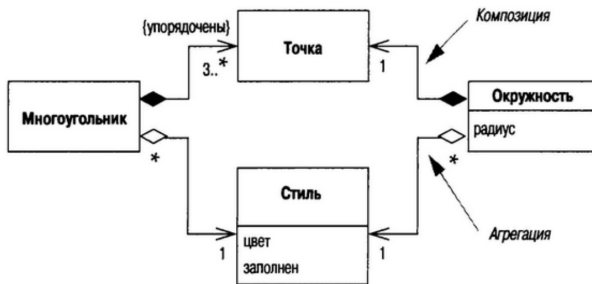 {упорядочены}
3..*
Точка
1
Композиция
Многоугольник
*
Окружность
радиус
*
Стиль
цвет
заполнен
1
1
Агрегация